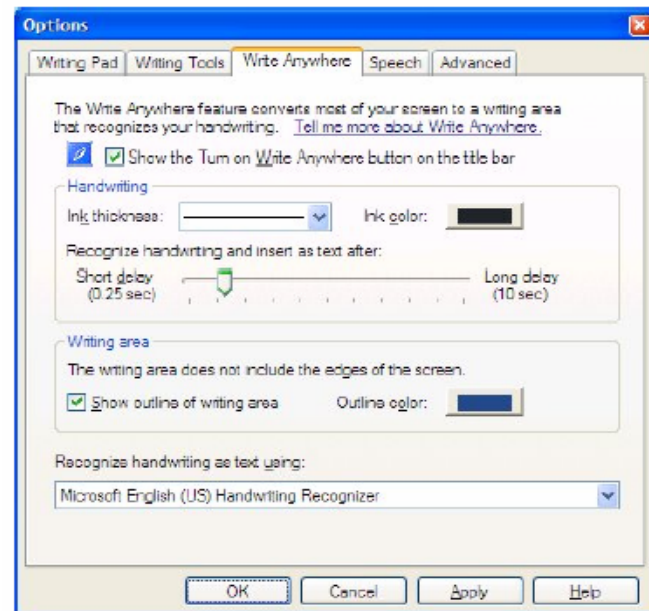 Options
Writing Pad Writing Tools Write Anywhere Speech Advanced
The Write Anywhere feature converts most of your screen to a writing area
that recognizes your handwriting. Tell me more about Write Anywhere.
Show the Turn on Write Anywhere button on the title bar
Handwriting
Ink thickness: Ink color:
Recognize handwriting and insert as text after:
Short delay Long delay
(0.25 sec) (10 sec)
Writing area
The writing area does not include the edges of the screen.
Show outline of writing area Outline color:
Recognize handwriting as text using:
Microsoft English (US) Handwriting Recognizer
OK Cancel Apply Help